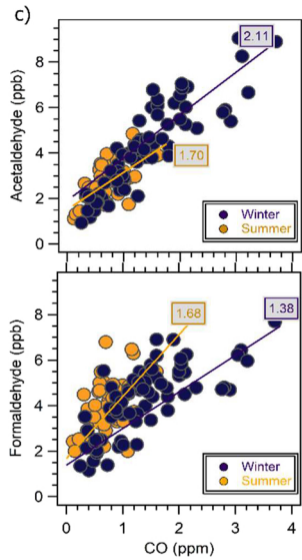 c)
2.11
8
6
4
2
0
Acetaldehyde (ppb)
1.70
Winter
Summer
1.68
1.38
8
6
4
2
0
Formaldehyde (ppb)
Winter
Summer
0
1
2
3
4
CO (ppm)